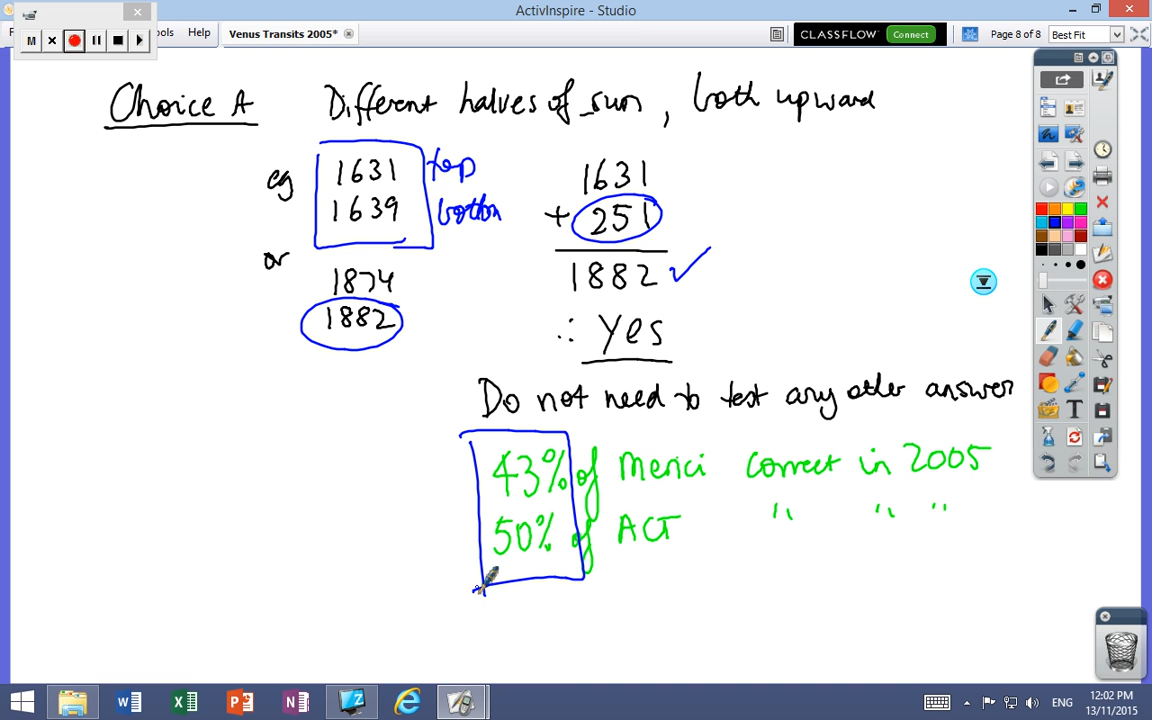 ActivInspire - Studio
ools Help Venus Transits 2005* CLASSFLOW Connect Page 8 of 8 Best Fit
M
Choice A Different halves of sun, both upward
eg 1631 top
1639 bottom
or
1874
1882
1631
+ 251
1882 ✓
∴ Yes
Do not need to test any other answer
43% of Merici correct in 2005
50% of ACT " " "
ENG 12:02 PM
13/11/2015